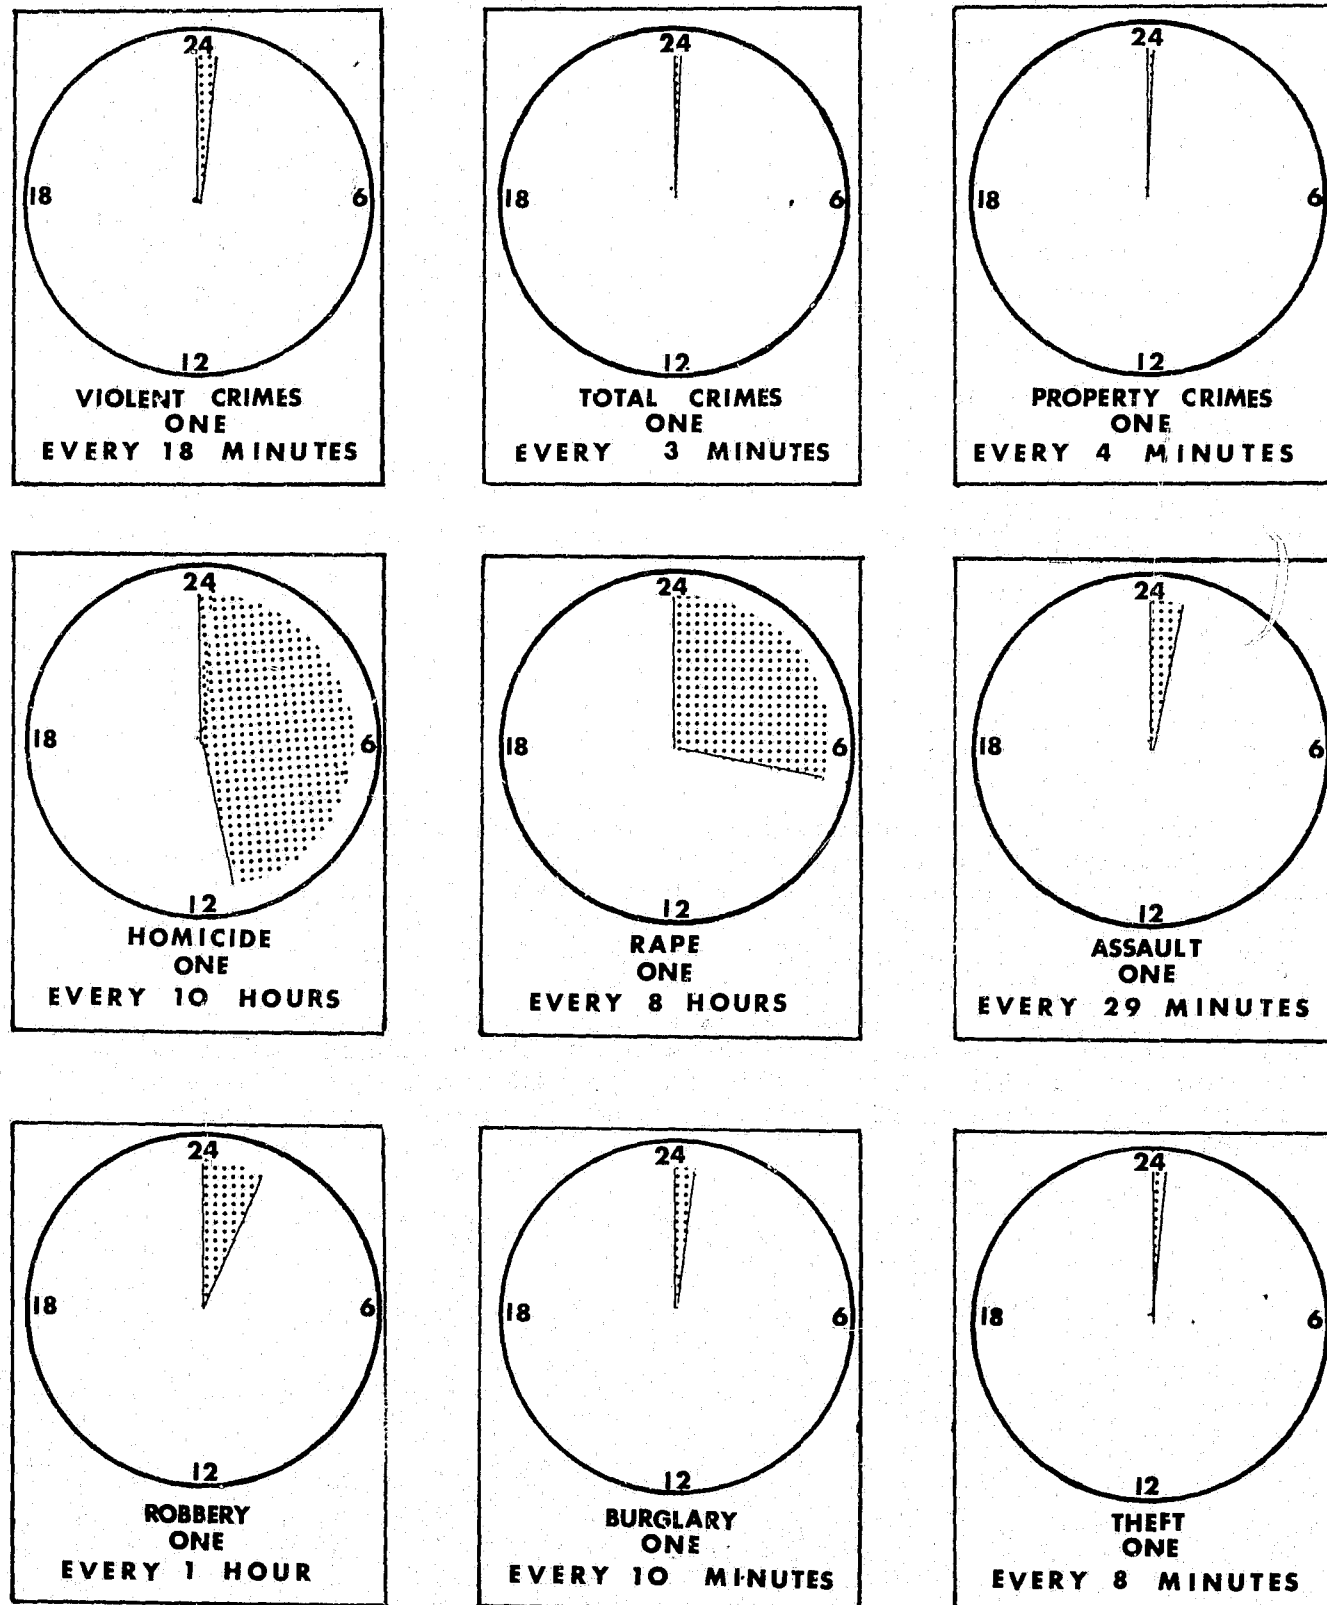 24
18 6
12
VIOLENT CRIMES
ONE
EVERY 18 MINUTES
24
18 6
12
TOTAL CRIMES
ONE
EVERY 3 MINUTES
24
18 6
12
PROPERTY CRIMES
ONE
EVERY 4 MINUTES
24
18 6
12
HOMICIDE
ONE
EVERY 10 HOURS
24
18 6
12
RAPE
ONE
EVERY 8 HOURS
24
18 6
12
ASSAULT
ONE
EVERY 29 MINUTES
24
18 6
12
ROBBERY
ONE
EVERY 1 HOUR
24
18 6
12
BURGLARY
ONE
EVERY 10 MINUTES
24
18 6
12
THEFT
ONE
EVERY 8 MINUTES